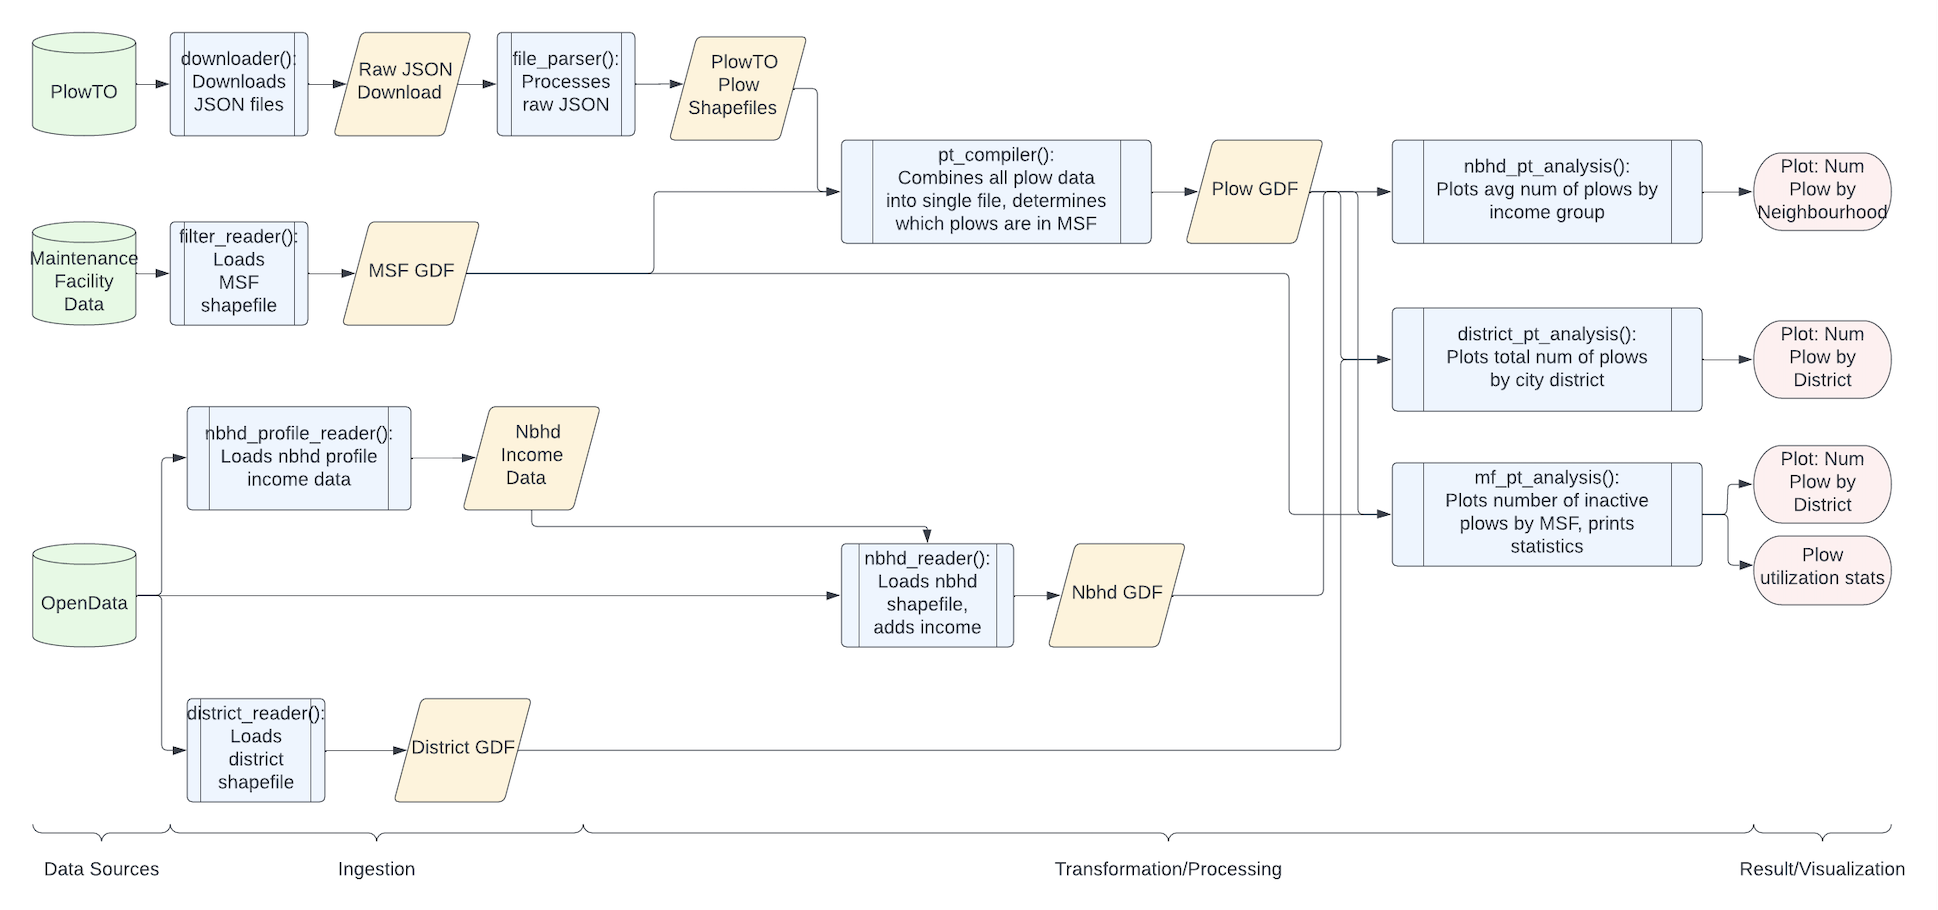 PlowTO
downloader():
Downloads
JSON files
Raw JSON
Download
file_parser():
Processes
raw JSON
PlowTO
Plow
Shapefiles
pt_compiler():
Combines all plow data
into single file, determines
which plows are in MSF
Plow GDF
nbhd_pt_analysis():
Plots avg num of plows by
income group
Plot: Num
Plow by
Neighbourhood
Maintenance
Facility
Data
filter_reader():
Loads
MSF
shapefile
MSF GDF
district_pt_analysis():
Plots total num of plows
by city district
Plot: Num
Plow by
District
nbhd_profile_reader():
Loads nbhd profile
income data
Nbhd
Income
Data
mf_pt_analysis():
Plots number of inactive
plows by MSF, prints
statistics
Plot: Num
Plow by
District
Plow
utilization stats
OpenData
nbhd_reader():
Loads nbhd
shapefile,
adds income
Nbhd GDF
district_reader():
Loads
district
shapefile
District GDF
Data Sources
Ingestion
Transformation/Processing
Result/Visualization